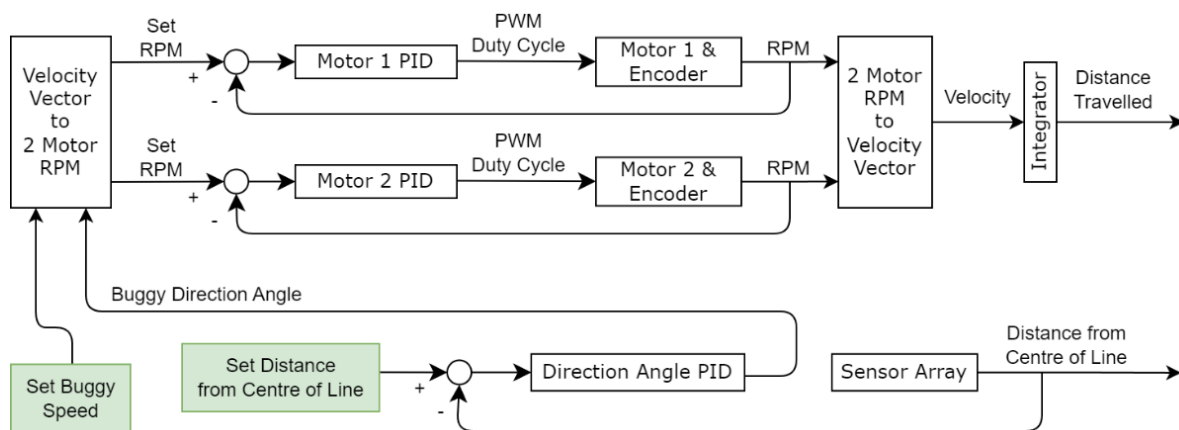 Set
RPM
PWM
Duty Cycle
RPM
Velocity
Vector
to
2 Motor
RPM
+
-
Motor 1 PID
Motor 1 &
Encoder
2 Motor
RPM
to
Velocity
Vector
Velocity
Integrator
Distance
Travelled
Set
RPM
PWM
Duty Cycle
RPM
+
-
Motor 2 PID
Motor 2 &
Encoder
Buggy Direction Angle
Set Buggy
Speed
Set Distance
from Centre of Line
+
-
Direction Angle PID
Sensor Array
Distance from
Centre of Line